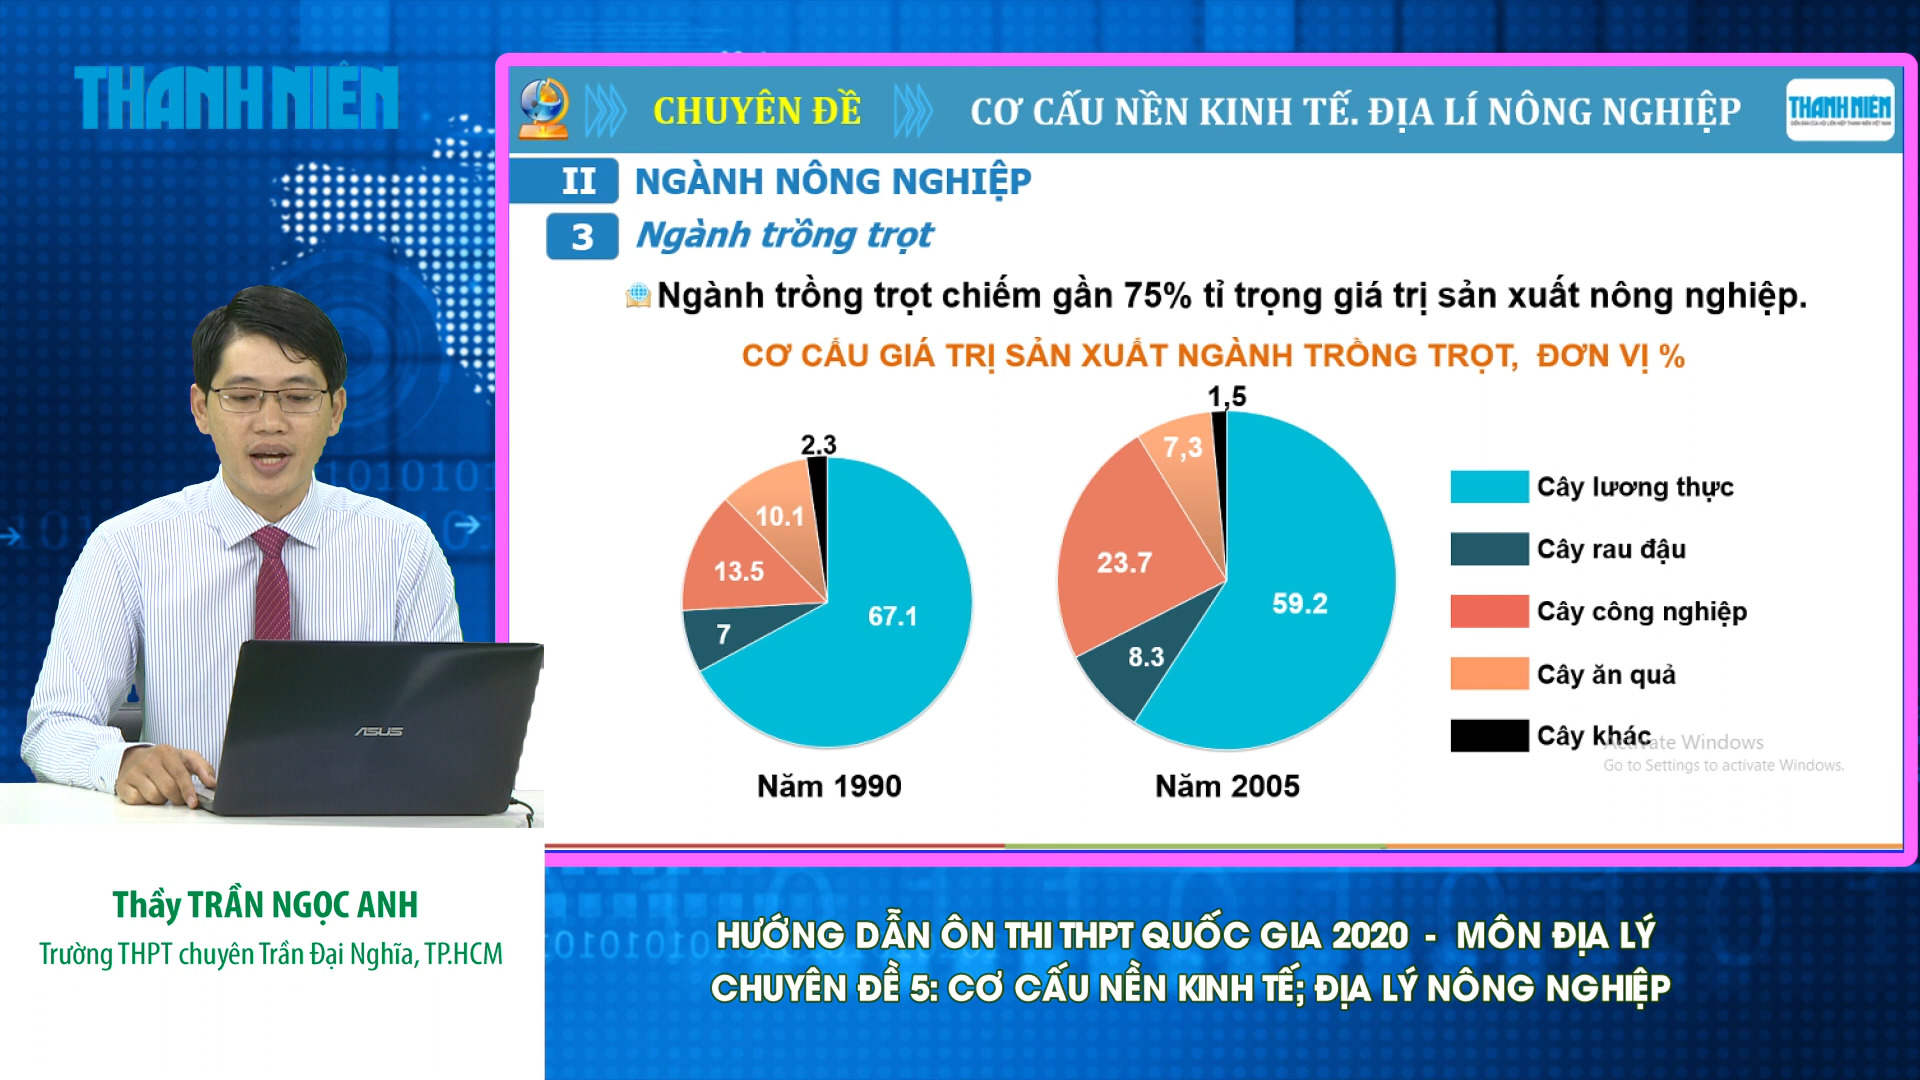 THANH NIÊN
CHUYÊN ĐỀ
CƠ CẤU NỀN KINH TẾ. ĐỊA LÍ NÔNG NGHIỆP
THANH NIÊN
II
NGÀNH NÔNG NGHIỆP
3
Ngành trồng trọt
Ngành trồng trọt chiếm gần 75% tỉ trọng giá trị sản xuất nông nghiệp.
CƠ CẤU GIÁ TRỊ SẢN XUẤT NGÀNH TRỒNG TRỌT, ĐƠN VỊ %
2.3
10.1
13.5
7
67.1
Năm 1990
1,5
7,3
23.7
8.3
59.2
Năm 2005
Cây lương thực
Cây rau đậu
Cây công nghiệp
Cây ăn quả
Cây khác
Activate Windows
Go to Settings to activate Windows.
ASUS
Thầy TRẦN NGỌC ANH
Trường THPT chuyên Trần Đại Nghĩa, TP.HCM
HƯỚNG DẪN ÔN THI THPT QUỐC GIA 2020 - MÔN ĐỊA LÝ
CHUYÊN ĐỀ 5: CƠ CẤU NỀN KINH TẾ; ĐỊA LÝ NÔNG NGHIỆP